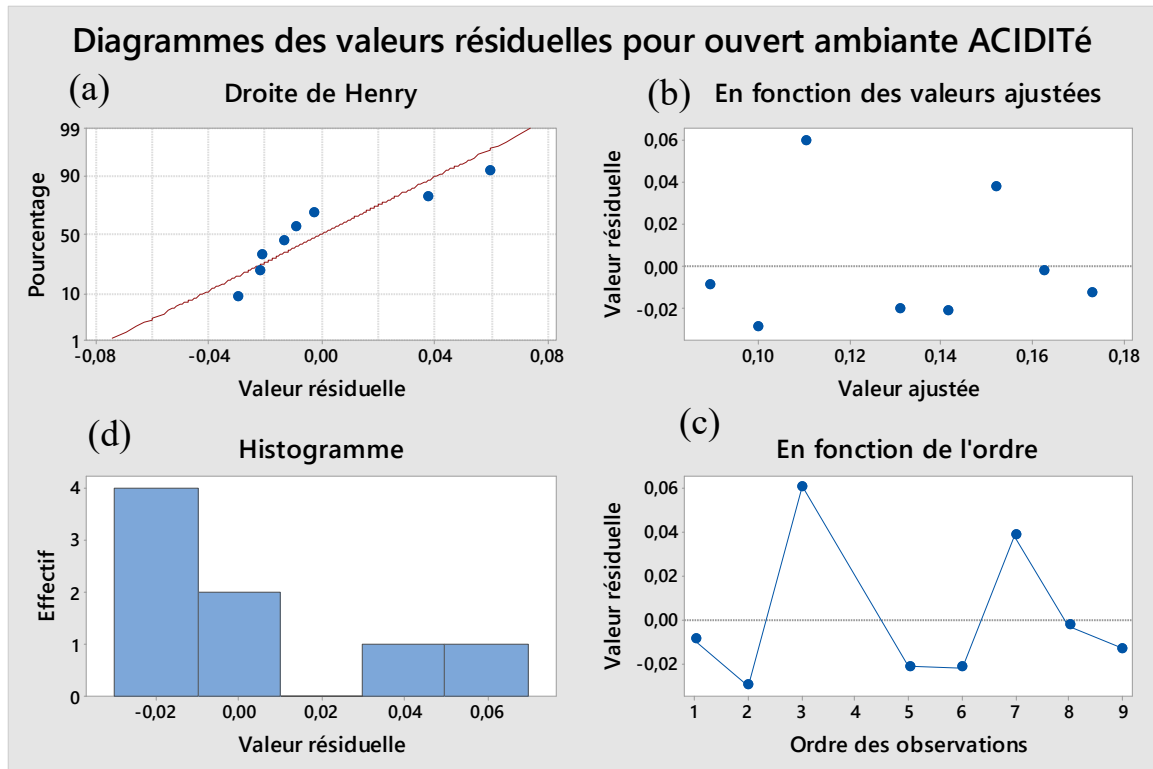 Diagrammes des valeurs résiduelles pour ouvert ambiante ACIDITé
(a)
Droite de Henry
99
90
50
10
1
Pourcentage
-0,08
-0,04
0,00
0,04
0,08
Valeur résiduelle
(b)
En fonction des valeurs ajustées
0,06
0,04
0,02
0,00
-0,02
Valeur résiduelle
0,10
0,12
0,14
0,16
0,18
Valeur ajustée
(d)
Histogramme
4
3
2
1
0
Effectif
-0,02
0,00
0,02
0,04
0,06
Valeur résiduelle
(c)
En fonction de l'ordre
0,06
0,04
0,02
0,00
-0,02
Valeur résiduelle
1
2
3
4
5
6
7
8
9
Ordre des observations